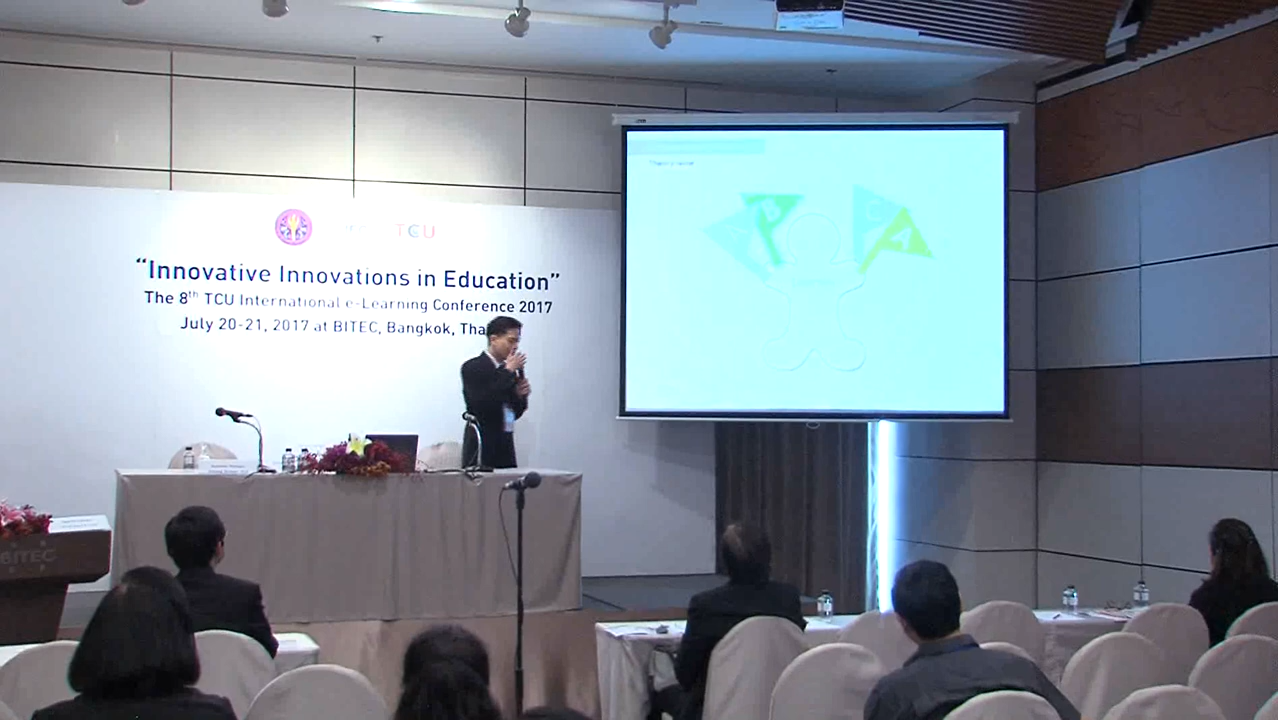 TCU
“Innovative Innovations in Education”
The 8th TCU International e-Learning Conference 2017
July 20-21, 2017 at BITEC, Bangkok, Tha
B
C
A
BITEC